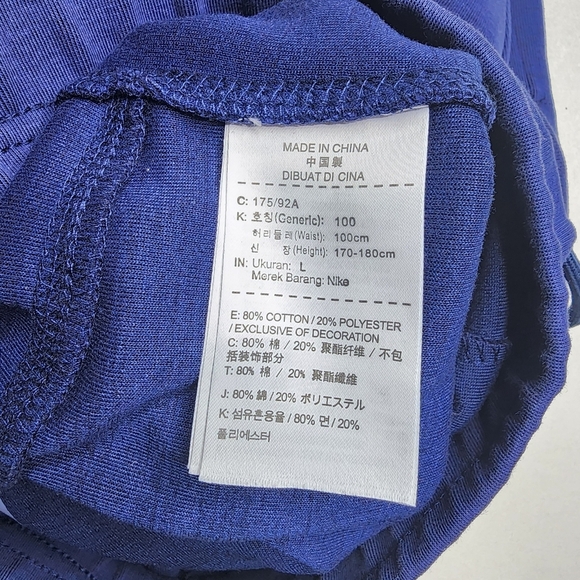 MADE IN CHINA
中国製
DIBUAT DI CINA
C: 175/92A
K: 호칭(Generic): 100
허리둘레(Waist): 100cm
신 장(Height): 170-180cm
IN: Ukuran: L
Merek Barang: Nike
E: 80% COTTON / 20% POLYESTER
/ EXCLUSIVE OF DECORATION
C: 80% 棉 / 20% 聚酯纤维 / 不包
括装饰部分
T: 80% 棉 / 20% 聚酯纖維
J: 80% 綿 / 20% ポリエステル
K: 섬유혼용율 / 80% 면 / 20%
폴리에스터